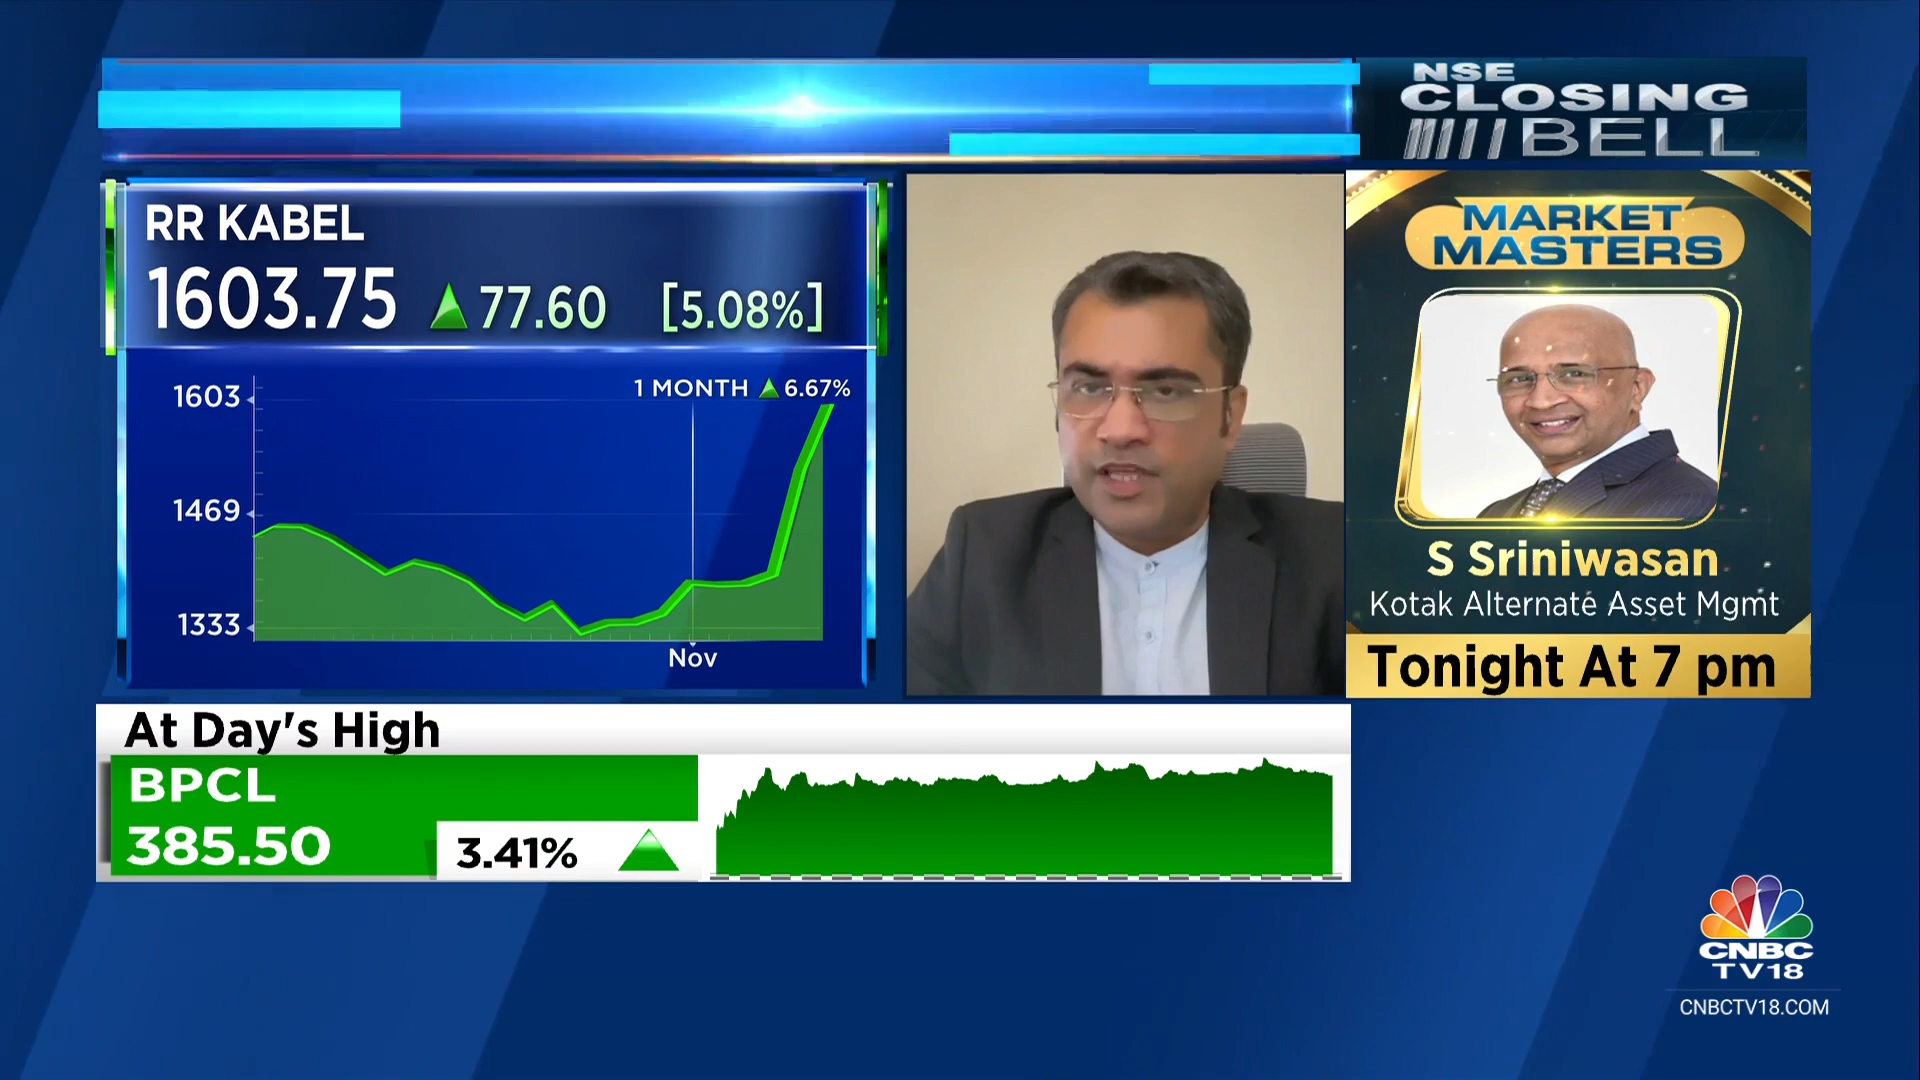 NSE
CLOSING
BELL
RR KABEL
1603.75 77.60 [5.08%]
1 MONTH 6.67%
1603
1469
1333
Nov
MARKET
MASTERS
S Sriniwasan
Kotak Alternate Asset Mgmt
Tonight At 7 pm
At Day's High
BPCL
385.50
3.41%
CNBC
TV18
CNBCTV18.COM